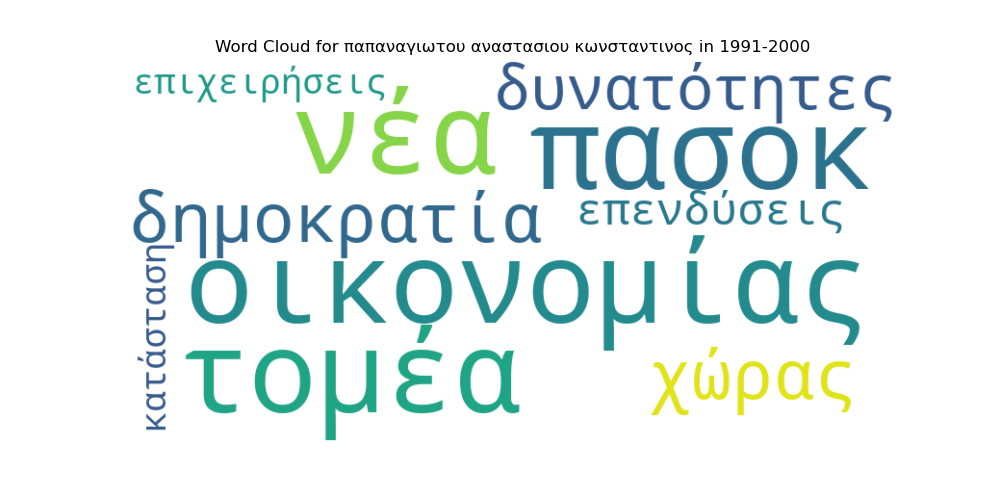 Word Cloud for παπαναγιωτου αναστασιου κωνσταντινος in 1991-2000
επιχειρήσεις
δυνατότητες
νέα
πασοκ
δημοκρατία
επενδύσεις
κατάσταση
οικονομίας
τομέα
χώρας